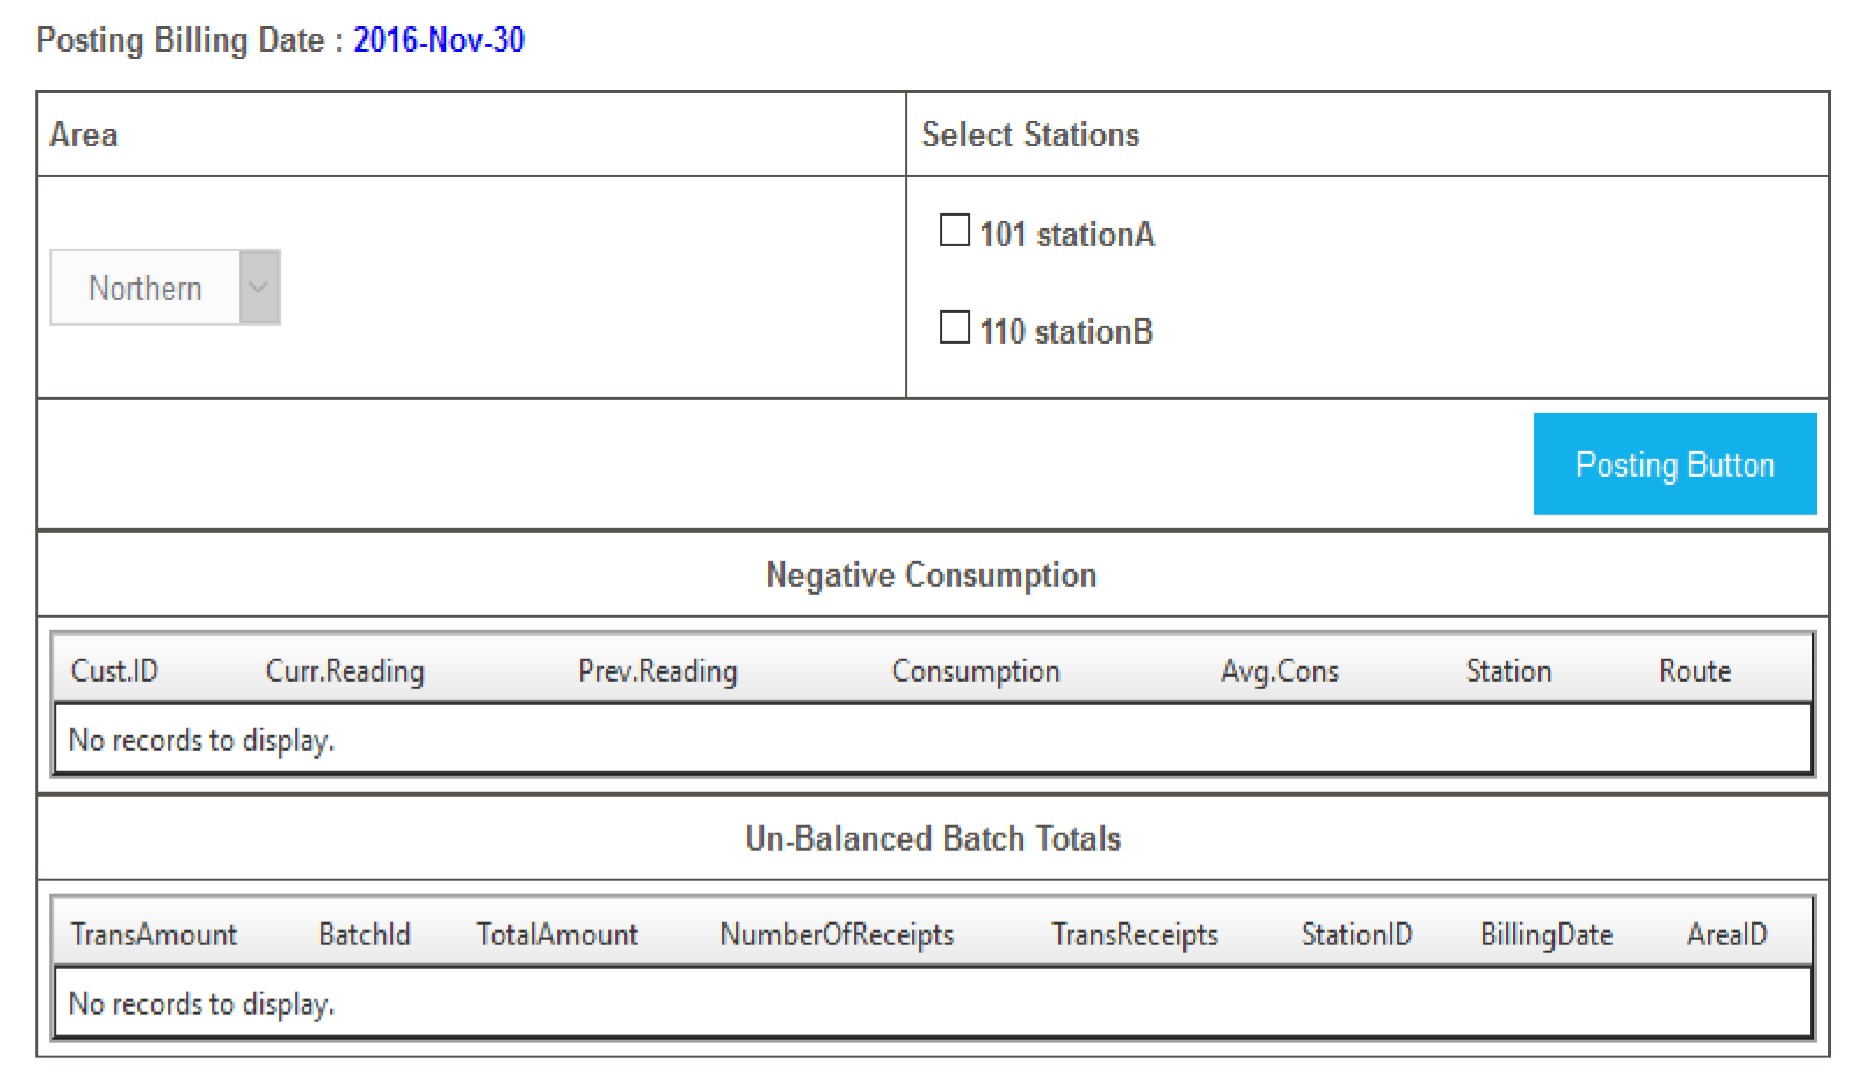 Posting Billing Date : 2016-Nov-30
Area Select Stations
101 stationA
Northern
110 stationB
Posting Button
Negative Consumption
Cust.ID Curr.Reading Prev.Reading Consumption Avg.Cons Station Route
No records to display.
Un-Balanced Batch Totals
TransAmount BatchId TotalAmount NumberOfReceipts TransReceipts StationID BillingDate AreaID
No records to display.